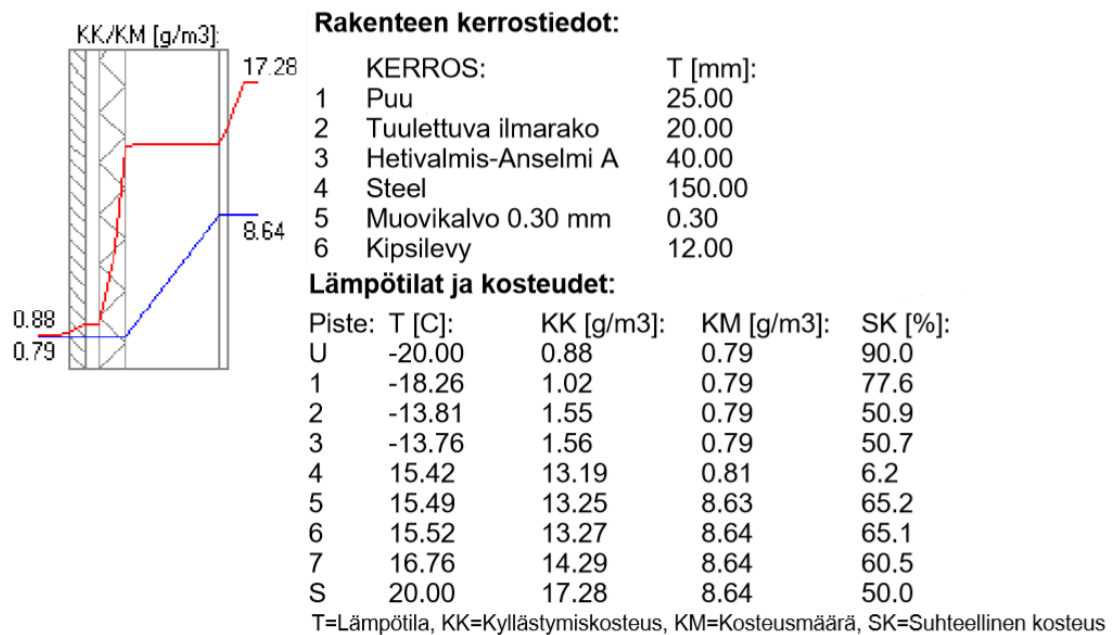 KK/KM [g/m3]:
17.28
8.64
0.88
0.79
Rakenteen kerrostiedot:
KERROS: T [mm]:
1 Puu 25.00
2 Tuulettuva ilmarako 20.00
3 Hetivalmis-Anselmi A 40.00
4 Steel 150.00
5 Muovikalvo 0.30 mm 0.30
6 Kipsilevy 12.00
Lämpötilat ja kosteudet:
Piste: T [C]: KK [g/m3]: KM [g/m3]: SK [%]:
U -20.00 0.88 0.79 90.0
1 -18.26 1.02 0.79 77.6
2 -13.81 1.55 0.79 50.9
3 -13.76 1.56 0.79 50.7
4 15.42 13.19 0.81 6.2
5 15.49 13.25 8.63 65.2
6 15.52 13.27 8.64 65.1
7 16.76 14.29 8.64 60.5
S 20.00 17.28 8.64 50.0
T=Lämpötila, KK=Kyllästymiskosteus, KM=Kosteusmäärä, SK=Suhteellinen kosteus